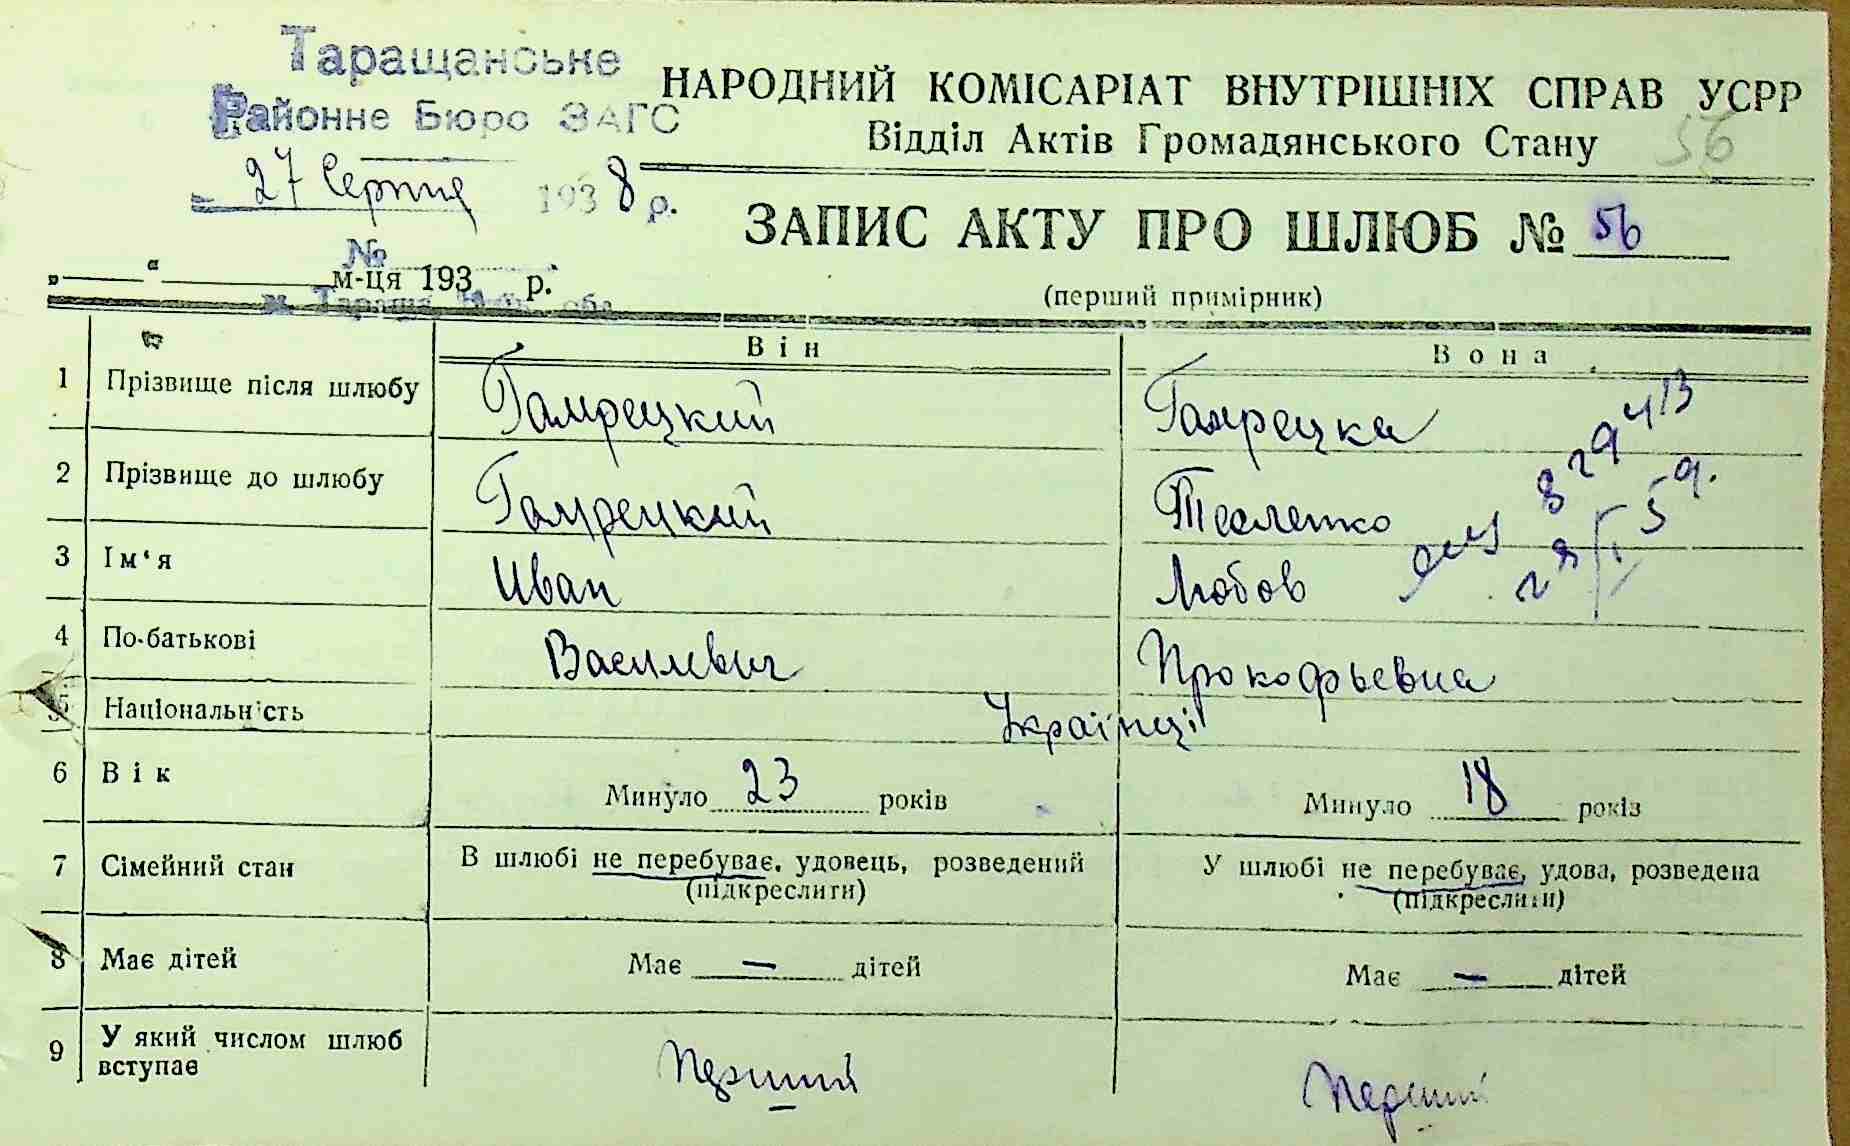 Таращанське
Районне Бюро ЗАГС
27 Серпня 1938 р.
№
НАРОДНИЙ КОМІСАРІАТ ВНУТРІШНІХ СПРАВ УСРР
Відділ Актів Громадянського Стану 56
ЗАПИС АКТУ ПРО ШЛЮБ № 56
(перший примірник)
„ “ м-ця 193 р.
м. Тараща обл.
Він Вона
1 Прізвище після шлюбу Гамрецкий Гамрецка
2 Прізвище до шлюбу Гамрецкий
3 Ім‘я Иван Любов
4 По-батькові Василевич Прокофьевна
5 Національність Українці
6 Вік Минуло 23 років Минуло 18 років
7 Сімейний стан В шлюбі не перебуває, удовець, розведений У шлюбі не перебуває, удова, розведена
(підкреслити) (підкреслити)
8 Має дітей Має — дітей Має — дітей
9 У який числом шлюб
вступає Перший Перший